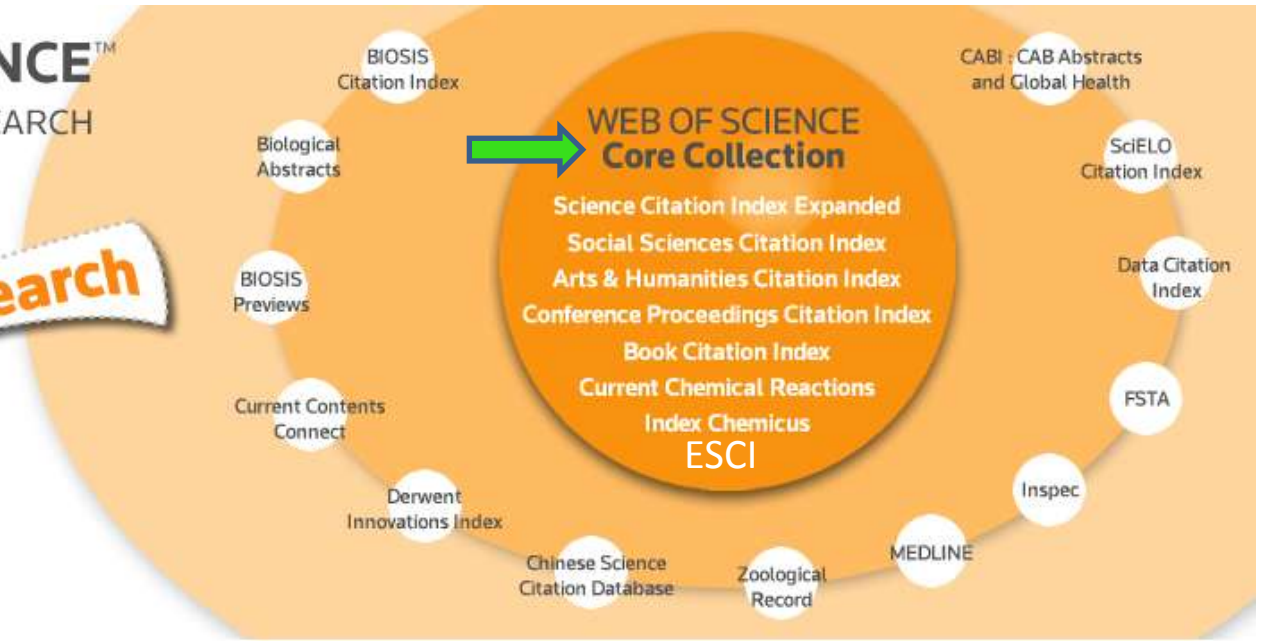 NCE™
EARCH
earch
BIOSIS
Citation Index
Biological
Abstracts
BIOSIS
Previews
Current Contents
Connect
Derwent
Innovations Index
Chinese Science
Citation Database
Zoological
Record
MEDLINE
Inspec
FSTA
Data Citation
Index
SciELO
Citation Index
CABI : CAB Abstracts
and Global Health
WEB OF SCIENCE
Core Collection
Science Citation Index Expanded
Social Sciences Citation Index
Arts & Humanities Citation Index
Conference Proceedings Citation Index
Book Citation Index
Current Chemical Reactions
Index Chemicus
ESCI